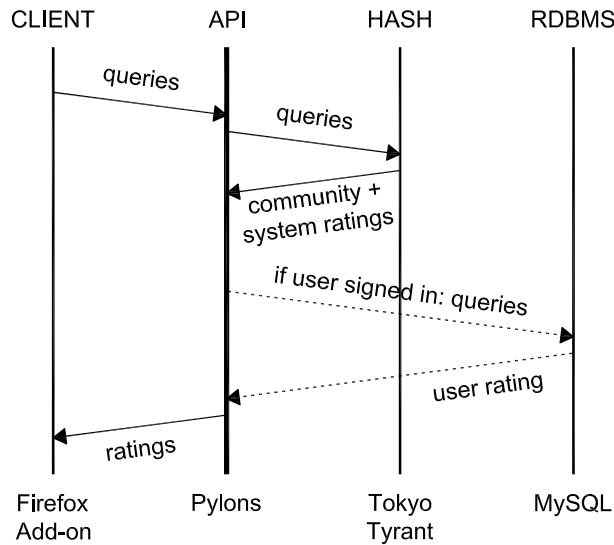 CLIENT API HASH RDBMS
queries
queries
community +
system ratings
if user signed in: queries
user rating
ratings
Firefox
Add-on
Pylons
Tokyo
Tyrant
MySQL